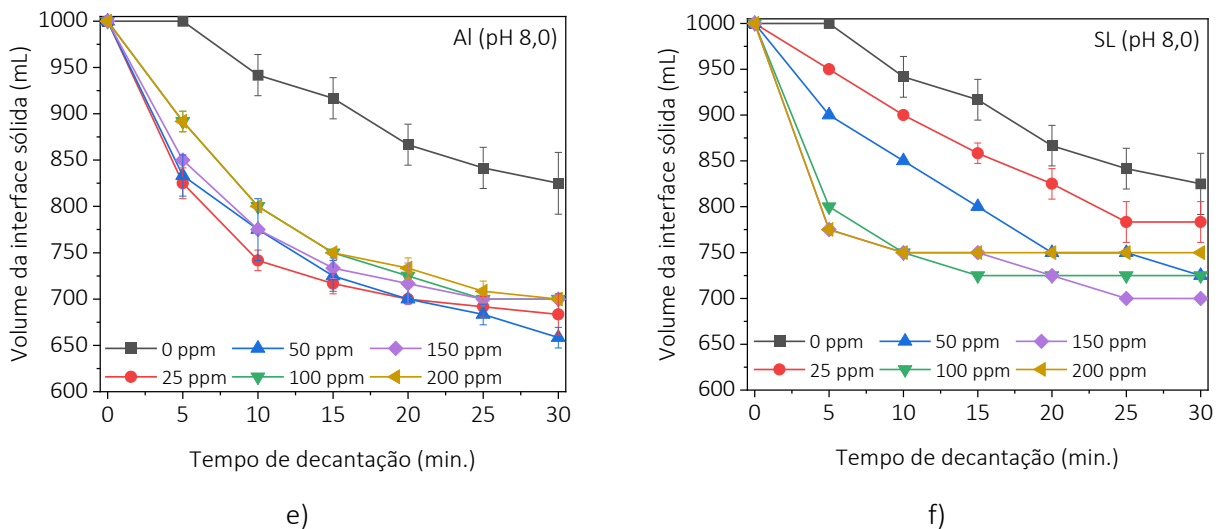 Al (pH 8,0)
Volume da interface sólida (mL)
1000
950
900
850
800
750
700
650
600
0 ppm 50 ppm 150 ppm
25 ppm 100 ppm 200 ppm
0 5 10 15 20 25 30
Tempo de decantação (min.)
e)
SL (pH 8,0)
Volume da interface sólida (mL)
1000
950
900
850
800
750
700
650
600
0 ppm 50 ppm 150 ppm
25 ppm 100 ppm 200 ppm
0 5 10 15 20 25 30
Tempo de decantação (min.)
f)